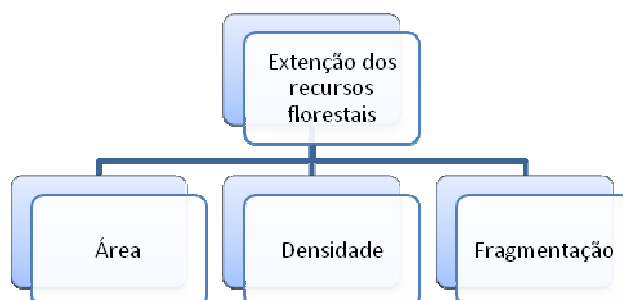 Extenção dos
recursos
florestais
Área
Densidade
Fragmentação